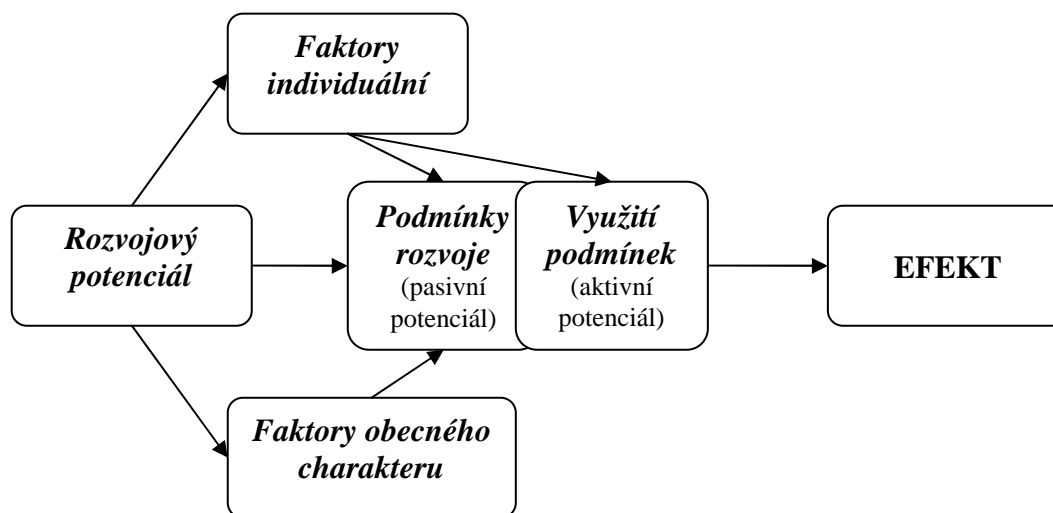 Faktory
individuální
Podmínky
rozvoje
(pasivní
potenciál)
Využití
podmínek
(aktivní
potenciál)
Rozvojový
potenciál
EFEKT
Faktory obecného
charakteru